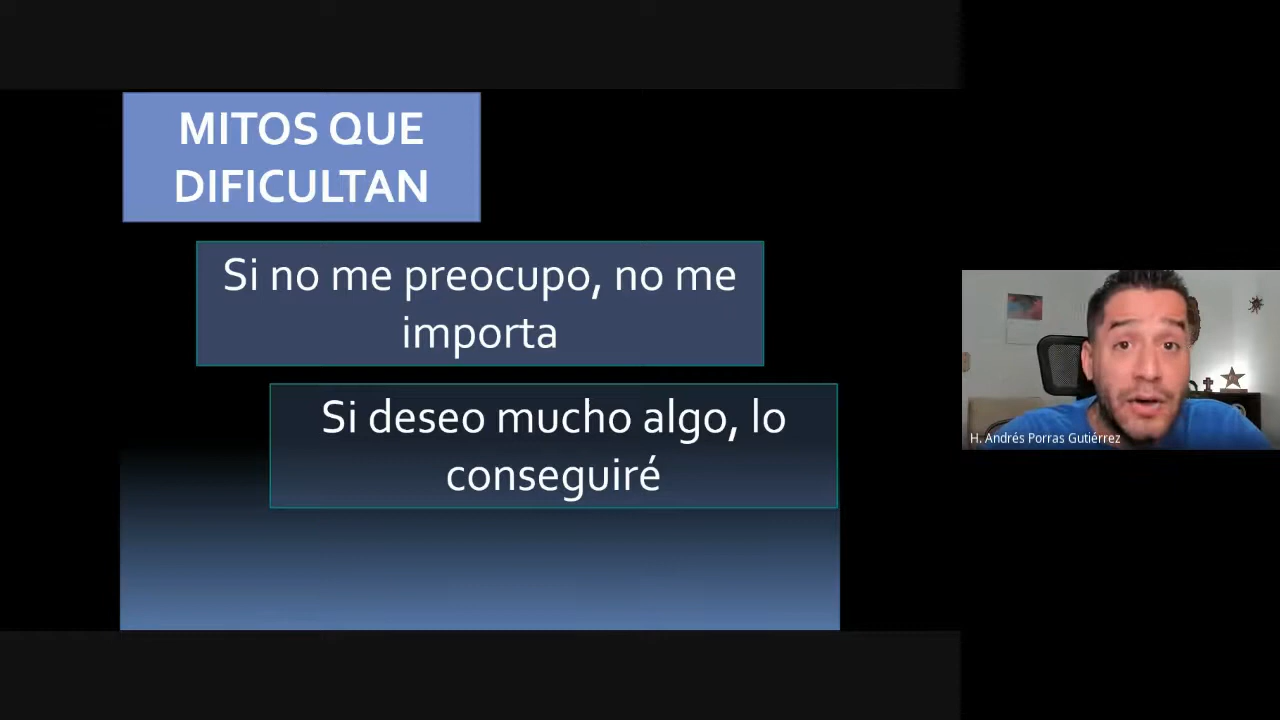 MITOS QUE
DIFICULTAN
Si no me preocupo, no me
importa
Si deseo mucho algo, lo
conseguiré
H. Andrés Porras Gutiérrez